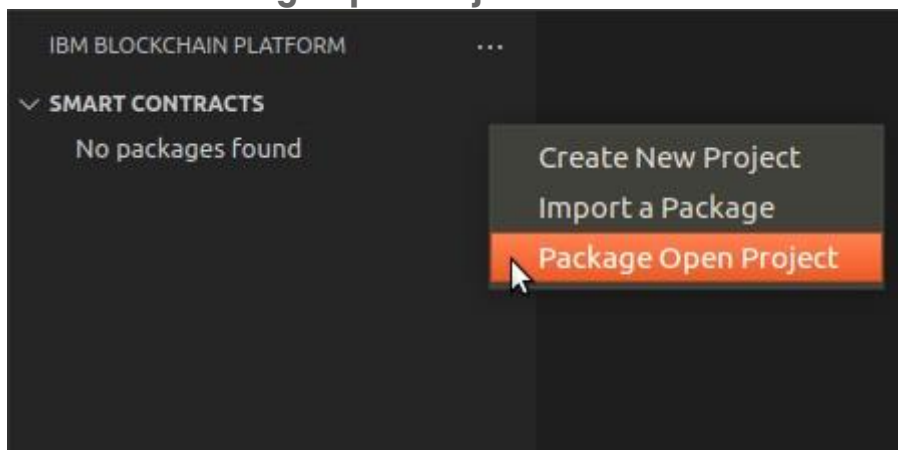 IBM BLOCKCHAIN PLATFORM ...
SMART CONTRACTS
No packages found
Create New Project
Import a Package
Package Open Project